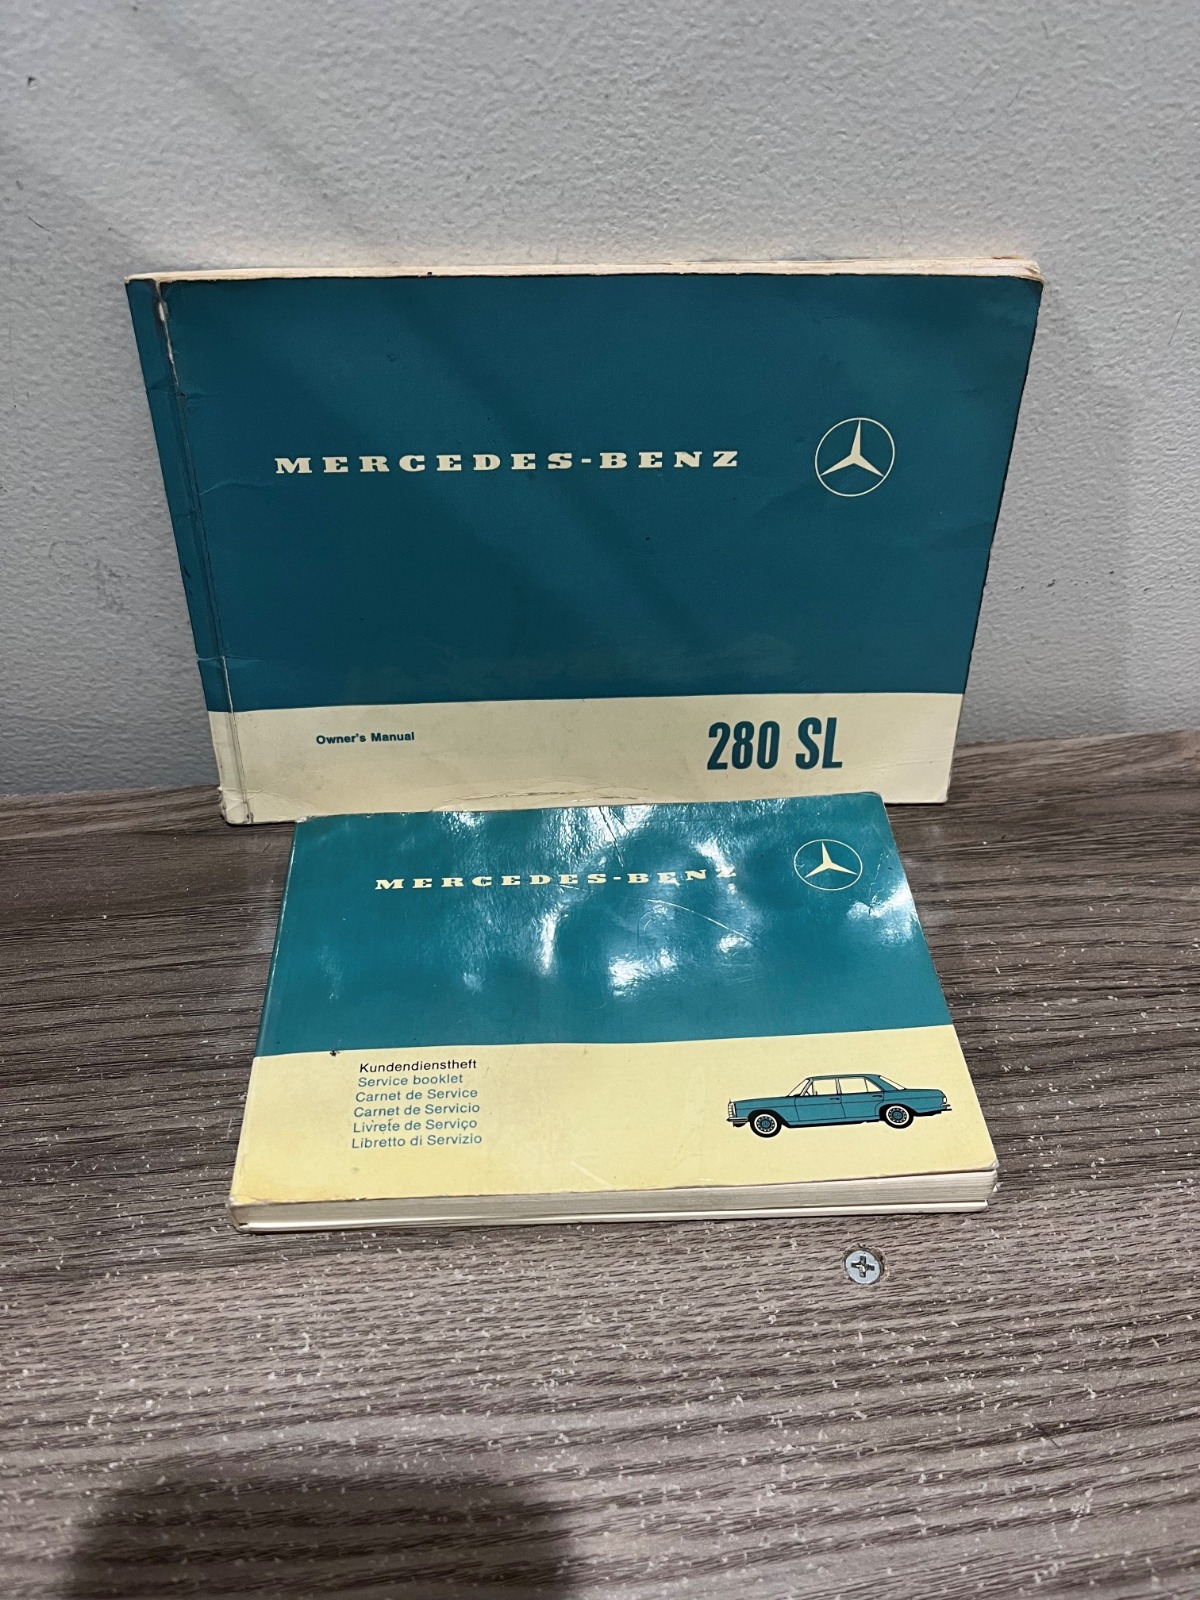 MERCEDES-BENZ
Owner's Manual
280 SL
MERCEDES-BENZ
Kundendienstheft
Service booklet
Carnet de Service
Carnet de Servicio
Livrete de Serviço
Libretto di Servizio